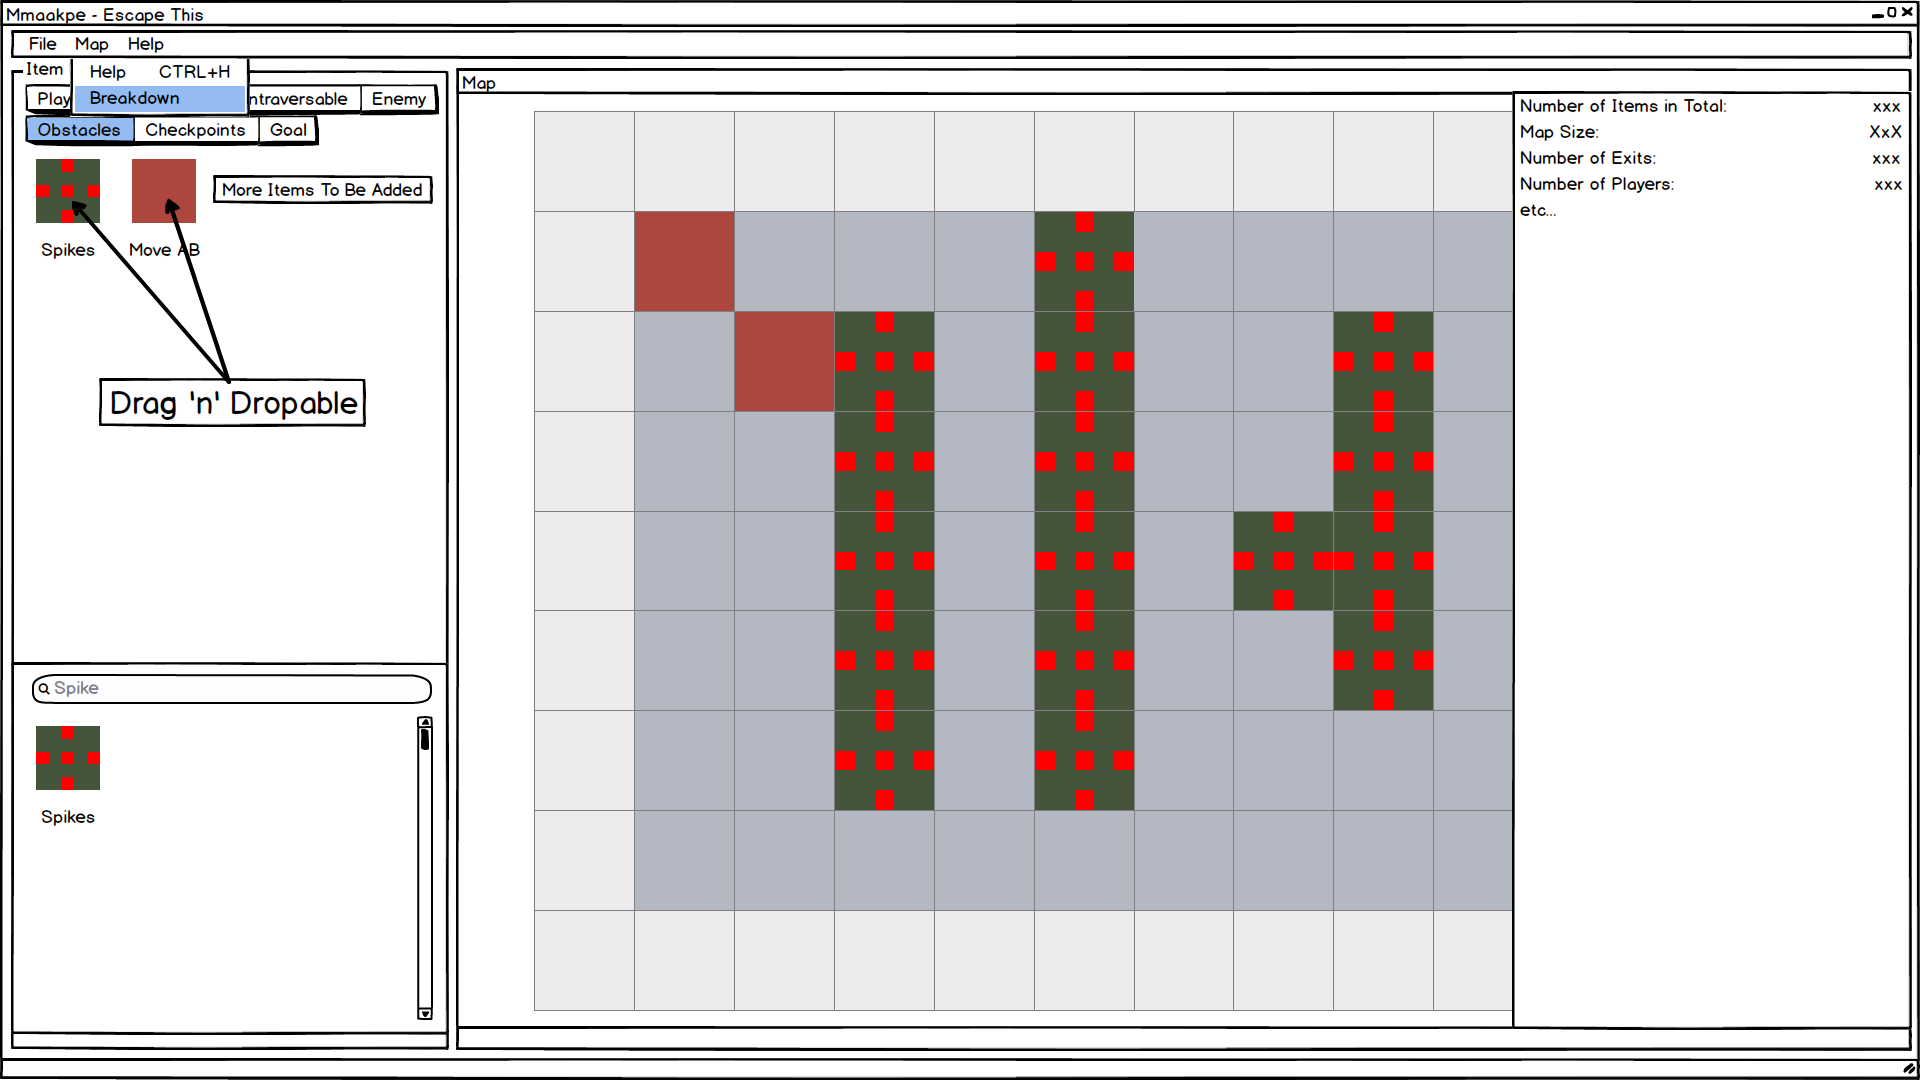 Mmaakpe - Escape This
File Map Help
Item
Help CTRL+H
Breakdown
Play
ntraversable Enemy
Obstacles Checkpoints Goal
More Items To Be Added
Spikes Move AB
Drag 'n' Dropable
Spike
Spikes
Map
Number of Items in Total: xxx
Map Size: XxX
Number of Exits: xxx
Number of Players: xxx
etc...